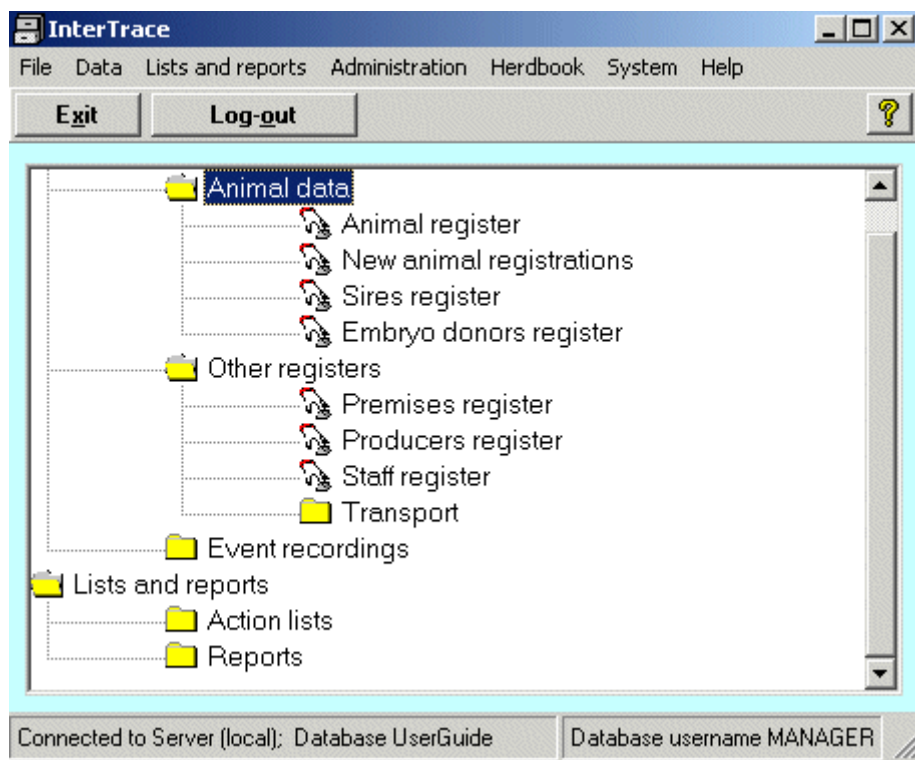 InterTrace
File Data Lists and reports Administration Herdbook System Help
Exit Log-out ?
Animal data
Animal register
New animal registrations
Sires register
Embryo donors register
Other registers
Premises register
Producers register
Staff register
Transport
Event recordings
Lists and reports
Action lists
Reports
Connected to Server (local); Database UserGuide Database username MANAGER